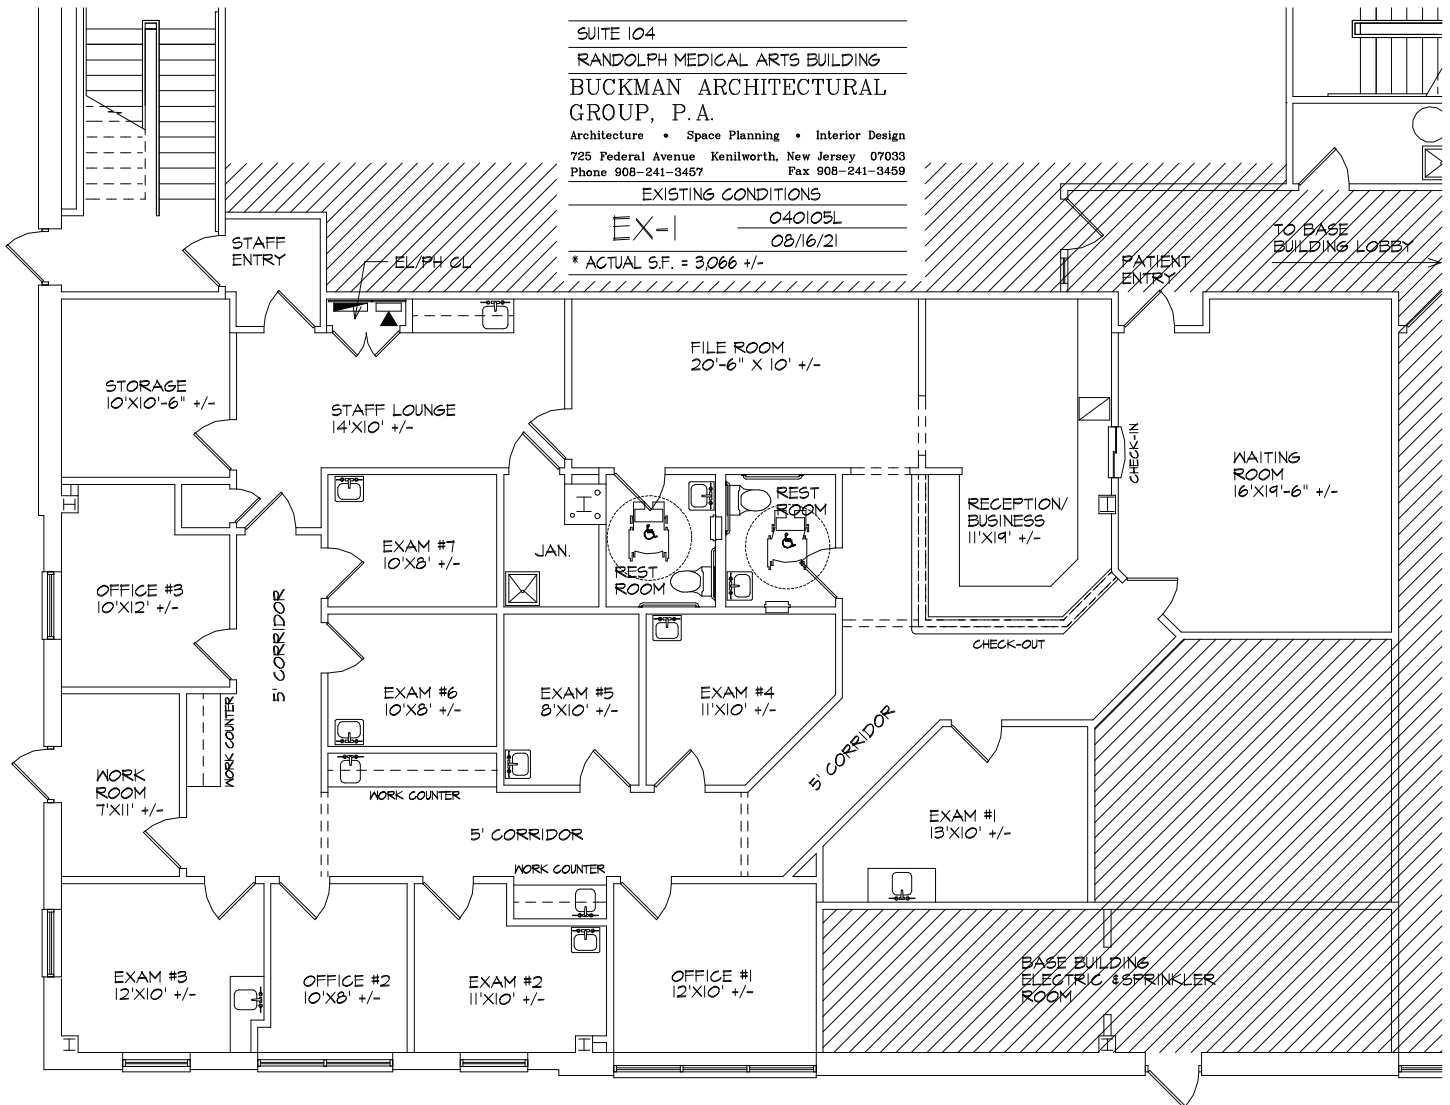 SUITE 104
RANDOLPH MEDICAL ARTS BUILDING
BUCKMAN ARCHITECTURAL
GROUP, P.A.
Architecture • Space Planning • Interior Design
725 Federal Avenue Kenilworth, New Jersey 07033
Phone 908-241-3457 Fax 908-241-3459
EXISTING CONDITIONS
EX-1
040105L
08/16/21
* ACTUAL S.F. = 3,066 +/-
STAFF
ENTRY
EL/PH CL
TO BASE
BUILDING LOBBY
PATIENT
ENTRY
STORAGE
10'X10'-6" +/-
STAFF LOUNGE
14'X10' +/-
FILE ROOM
20'-6" X 10' +/-
CHECK-IN
WAITING
ROOM
16'X19'-6" +/-
RECEPTION/
BUSINESS
11'X19' +/-
REST
ROOM
EXAM #7
10'X8' +/-
JAN.
REST
ROOM
OFFICE #3
10'X12' +/-
5' CORRIDOR
CHECK-OUT
EXAM #6
10'X8' +/-
EXAM #5
8'X10' +/-
EXAM #4
11'X10' +/-
WORK COUNTER
5' CORRIDOR
WORK
ROOM
7'X11' +/-
WORK COUNTER
EXAM #1
13'X10' +/-
5' CORRIDOR
WORK COUNTER
EXAM #3
12'X10' +/-
OFFICE #2
10'X8' +/-
EXAM #2
11'X10' +/-
OFFICE #1
12'X10' +/-
BASE BUILDING
ELECTRIC & SPRINKLER
ROOM